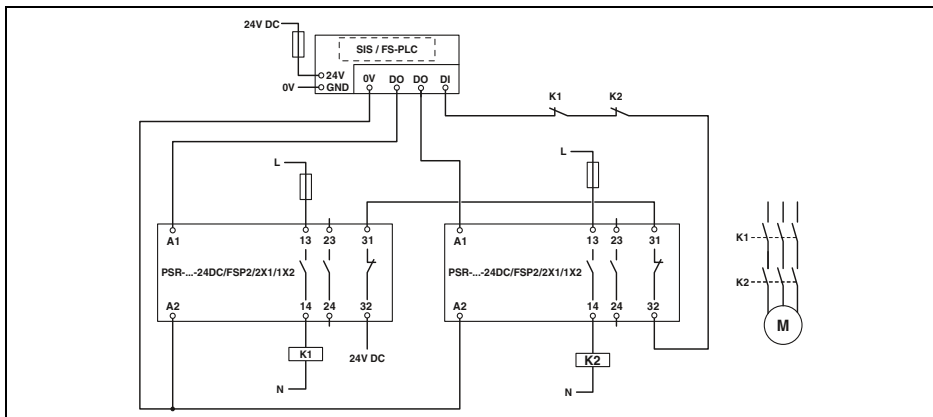 24V DC
SIS / FS-PLC
24V
0V GND
0V DO DO DI
K1 K2
L
L
A1 13 23 31
A1 13 23 31
PSR-...-24DC/FSP2/2X1/1X2
PSR-...-24DC/FSP2/2X1/1X2
A2 14 24 32
A2 14 24 32
K1
24V DC
N
K2
N
K1
K2
M